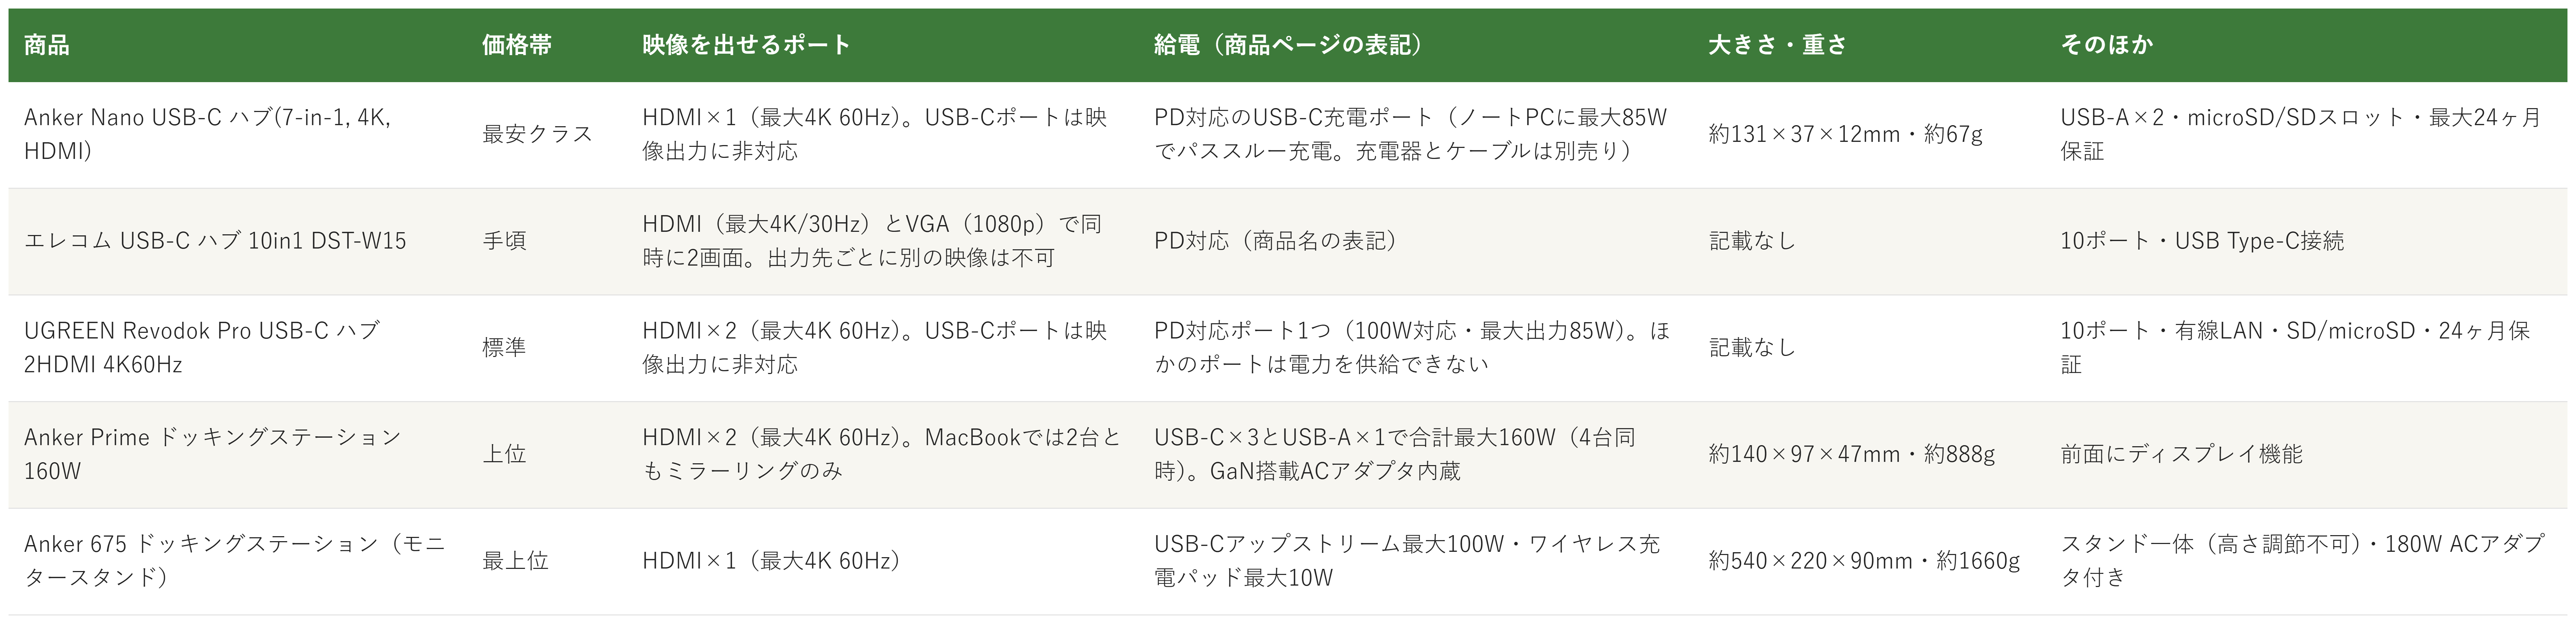 商品 価格帯 映像を出せるポート 給電（商品ページの表記） 大きさ・重さ そのほか
Anker Nano USB-C ハブ(7-in-1, 4K,
HDMI)
最安クラス
HDMI×1（最大4K 60Hz）。USB-Cポートは映
像出力に非対応
PD対応のUSB-C充電ポート（ノートPCに最大85W
でパススルー充電。充電器とケーブルは別売り）
約131×37×12mm・約67g
USB-A×2・microSD/SDスロット・最大24ヶ月
保証
エレコム USB-C ハブ 10in1 DST-W15
手頃
HDMI（最大4K/30Hz）とVGA（1080p）で同
時に2画面。出力先ごとに別の映像は不可
PD対応（商品名の表記）
記載なし
10ポート・USB Type-C接続
UGREEN Revodok Pro USB-C ハブ
2HDMI 4K60Hz
標準
HDMI×2（最大4K 60Hz）。USB-Cポートは映
像出力に非対応
PD対応ポート1つ（100W対応・最大出力85W）。ほ
かのポートは電力を供給できない
記載なし
10ポート・有線LAN・SD/microSD・24ヶ月保
証
Anker Prime ドッキングステーション
160W
上位
HDMI×2（最大4K 60Hz）。MacBookでは2台と
もミラーリングのみ
USB-C×3とUSB-A×1で合計最大160W（4台同
時）。GaN搭載ACアダプタ内蔵
約140×97×47mm・約888g
前面にディスプレイ機能
Anker 675 ドッキングステーション（モニ
タースタンド）
最上位
HDMI×1（最大4K 60Hz）
USB-Cアップストリーム最大100W・ワイヤレス充
電パッド最大10W
約540×220×90mm・約1660g
スタンド一体（高さ調節不可）・180W ACアダプ
タ付き